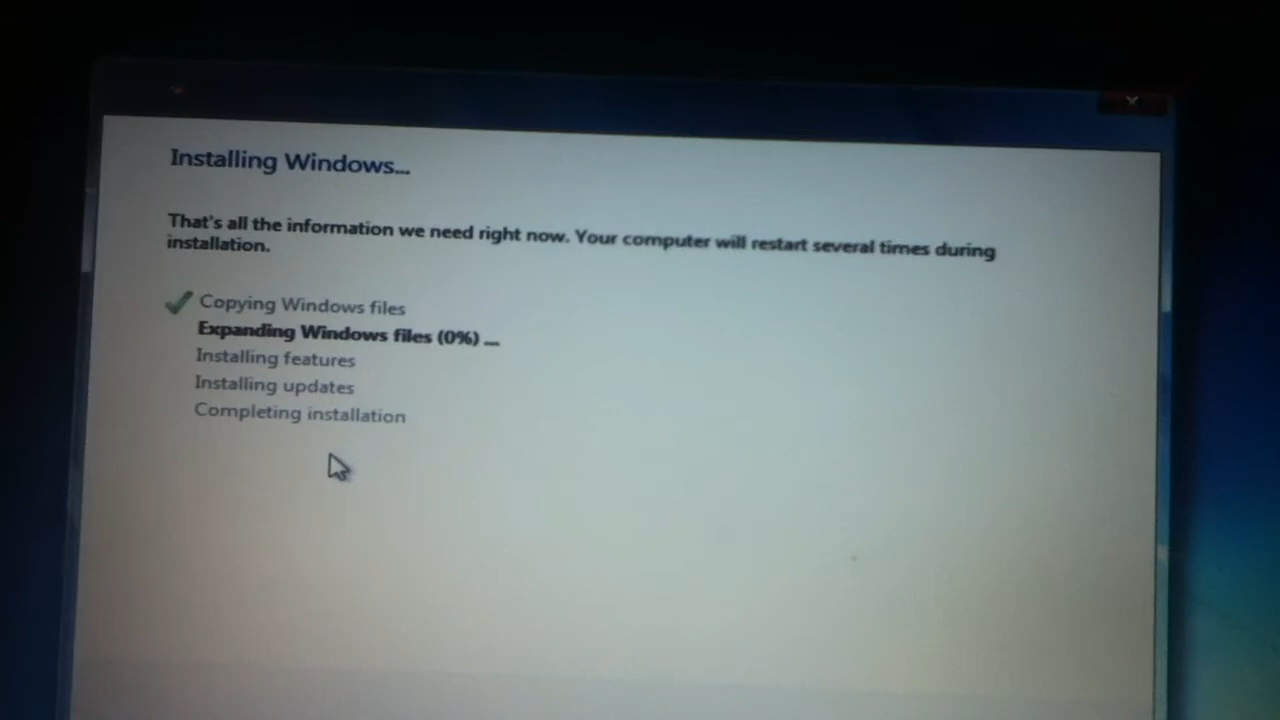 Installing Windows...
That's all the information we need right now. Your computer will restart several times during
installation.
Copying Windows files
Expanding Windows files (0%) ...
Installing features
Installing updates
Completing installation